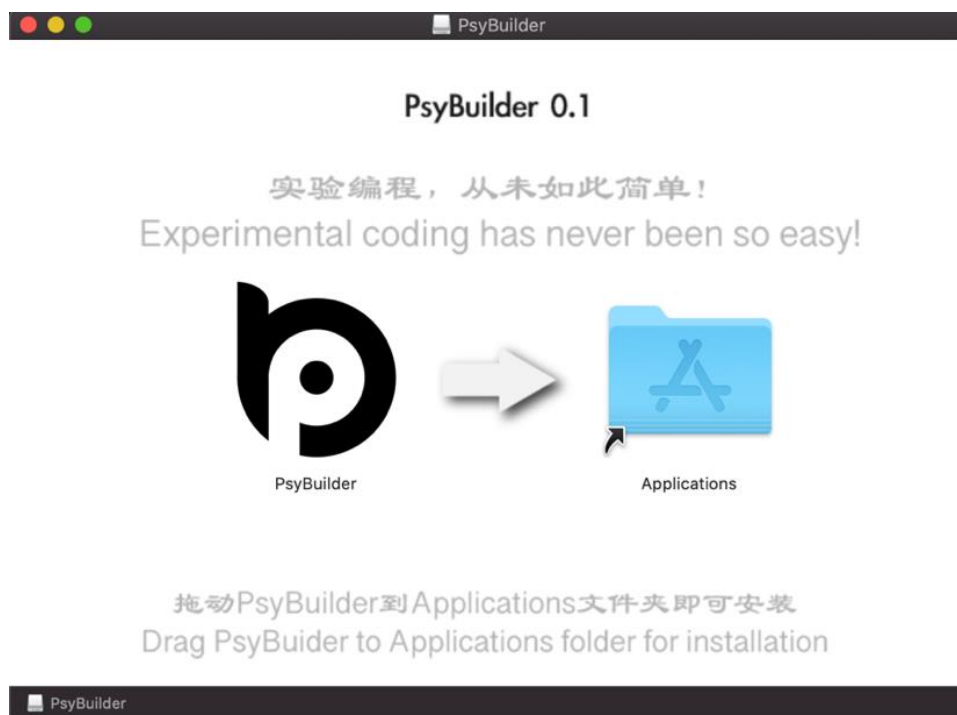 PsyBuilder
PsyBuilder 0.1
实验编程，从未如此简单！
Experimental coding has never been so easy!
PsyBuilder
Applications
拖动PsyBuilder到Applications文件夹即可安装
Drag PsyBuider to Applications folder for installation
PsyBuilder